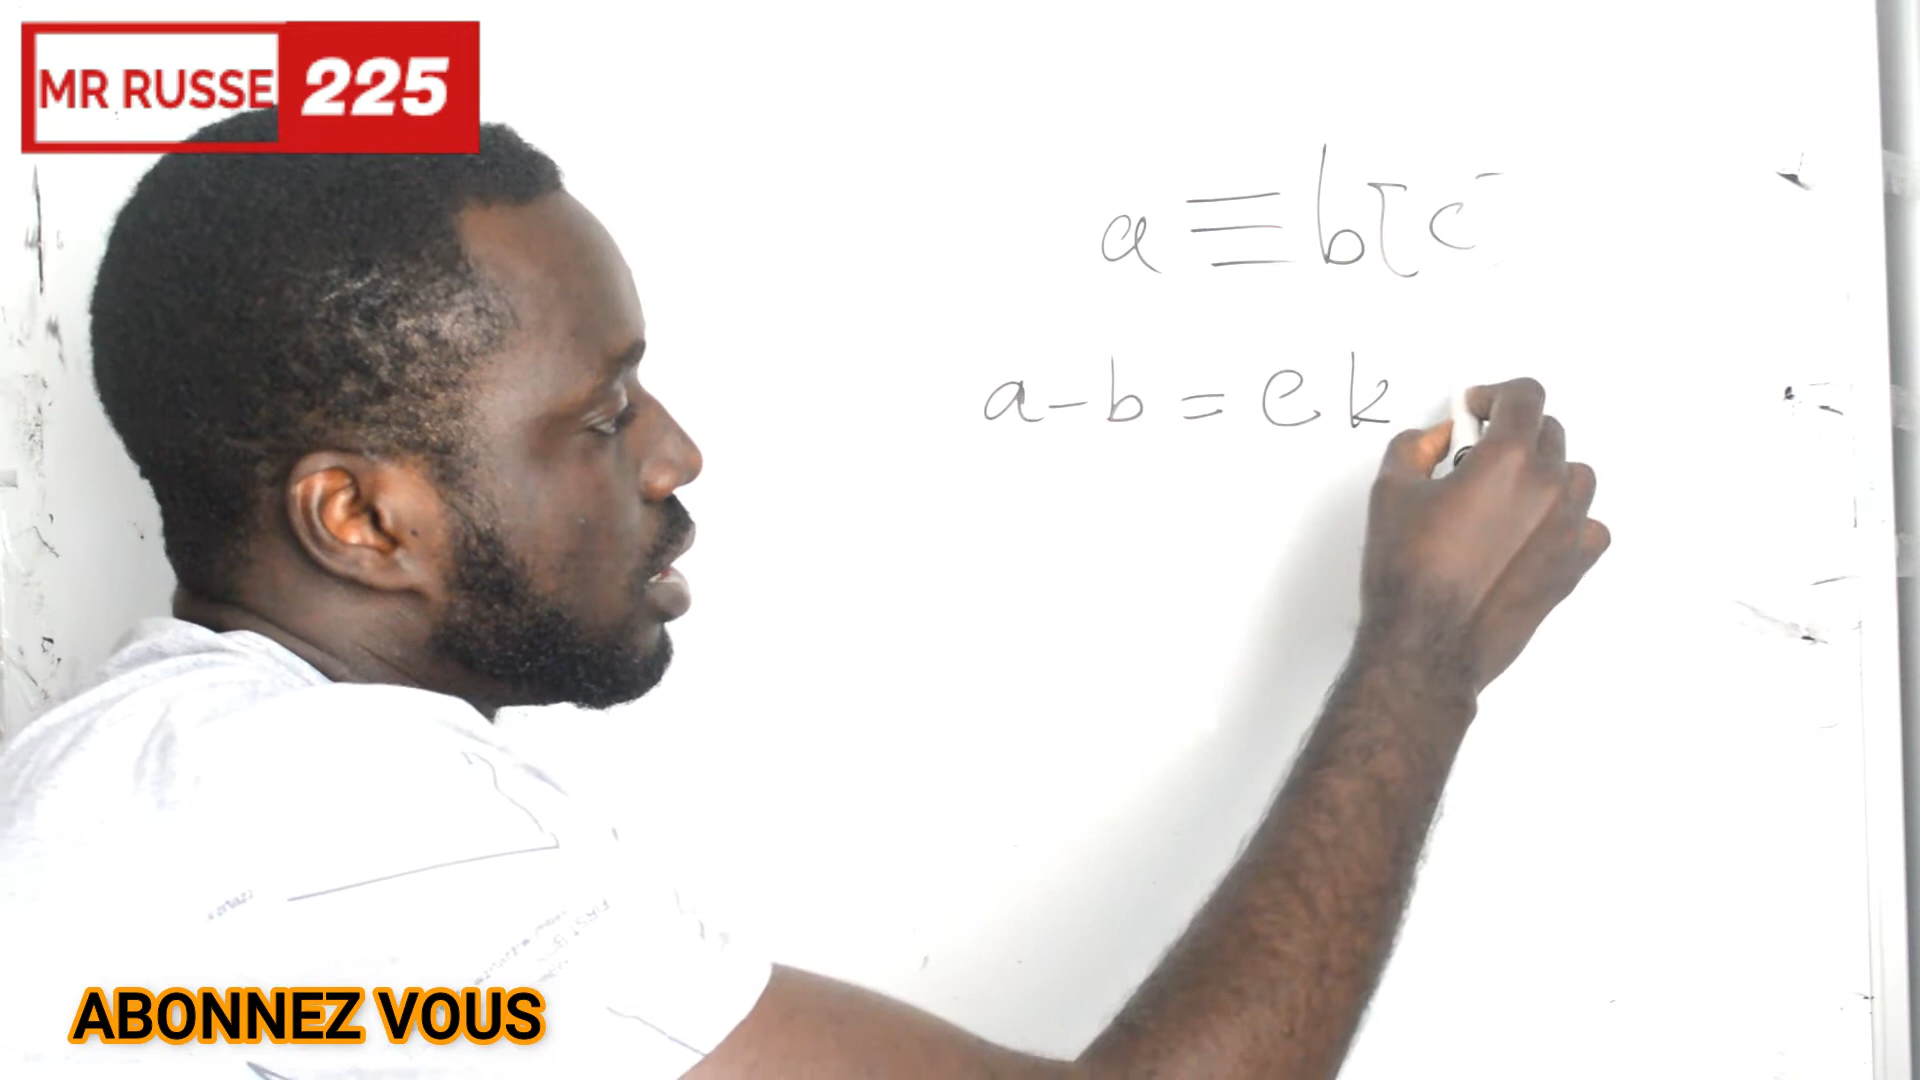 MR RUSSE 225
a ≡ b[c
a-b = ck
ABONNEZ VOUS